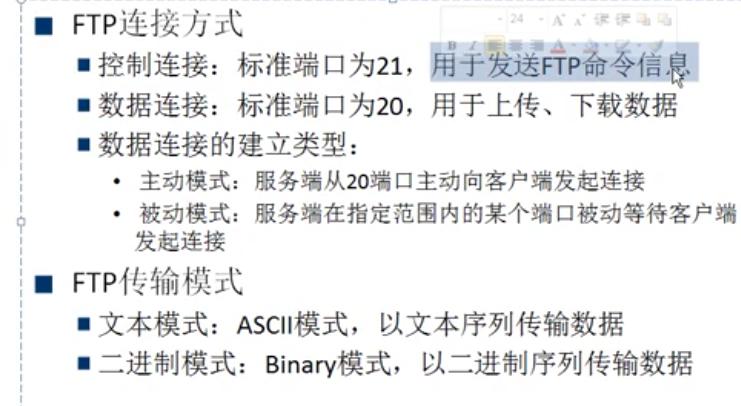 FTP连接方式
控制连接：标准端口为21，用于发送FTP命令信息
数据连接：标准端口为20，用于上传、下载数据
数据连接的建立类型：
主动模式：服务端从20端口主动向客户端发起连接
被动模式：服务端在指定范围内的某个端口被动等待客户端
发起连接
FTP传输模式
文本模式：ASCII模式，以文本序列传输数据
二进制模式：Binary模式，以二进制序列传输数据